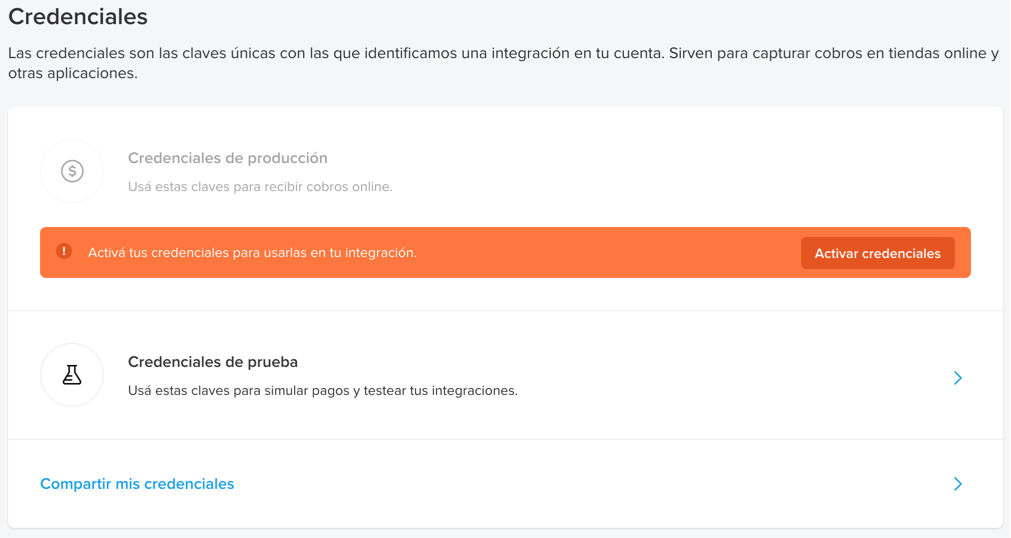 Credenciales
Las credenciales son las claves únicas con las que identificamos una integración en tu cuenta. Sirven para capturar cobros en tiendas online y
otras aplicaciones.
Credenciales de producción
Usá estas claves para recibir cobros online.
Activá tus credenciales para usarlas en tu integración.
Activar credenciales
Credenciales de prueba
Usá estas claves para simular pagos y testear tus integraciones.
Compartir mis credenciales